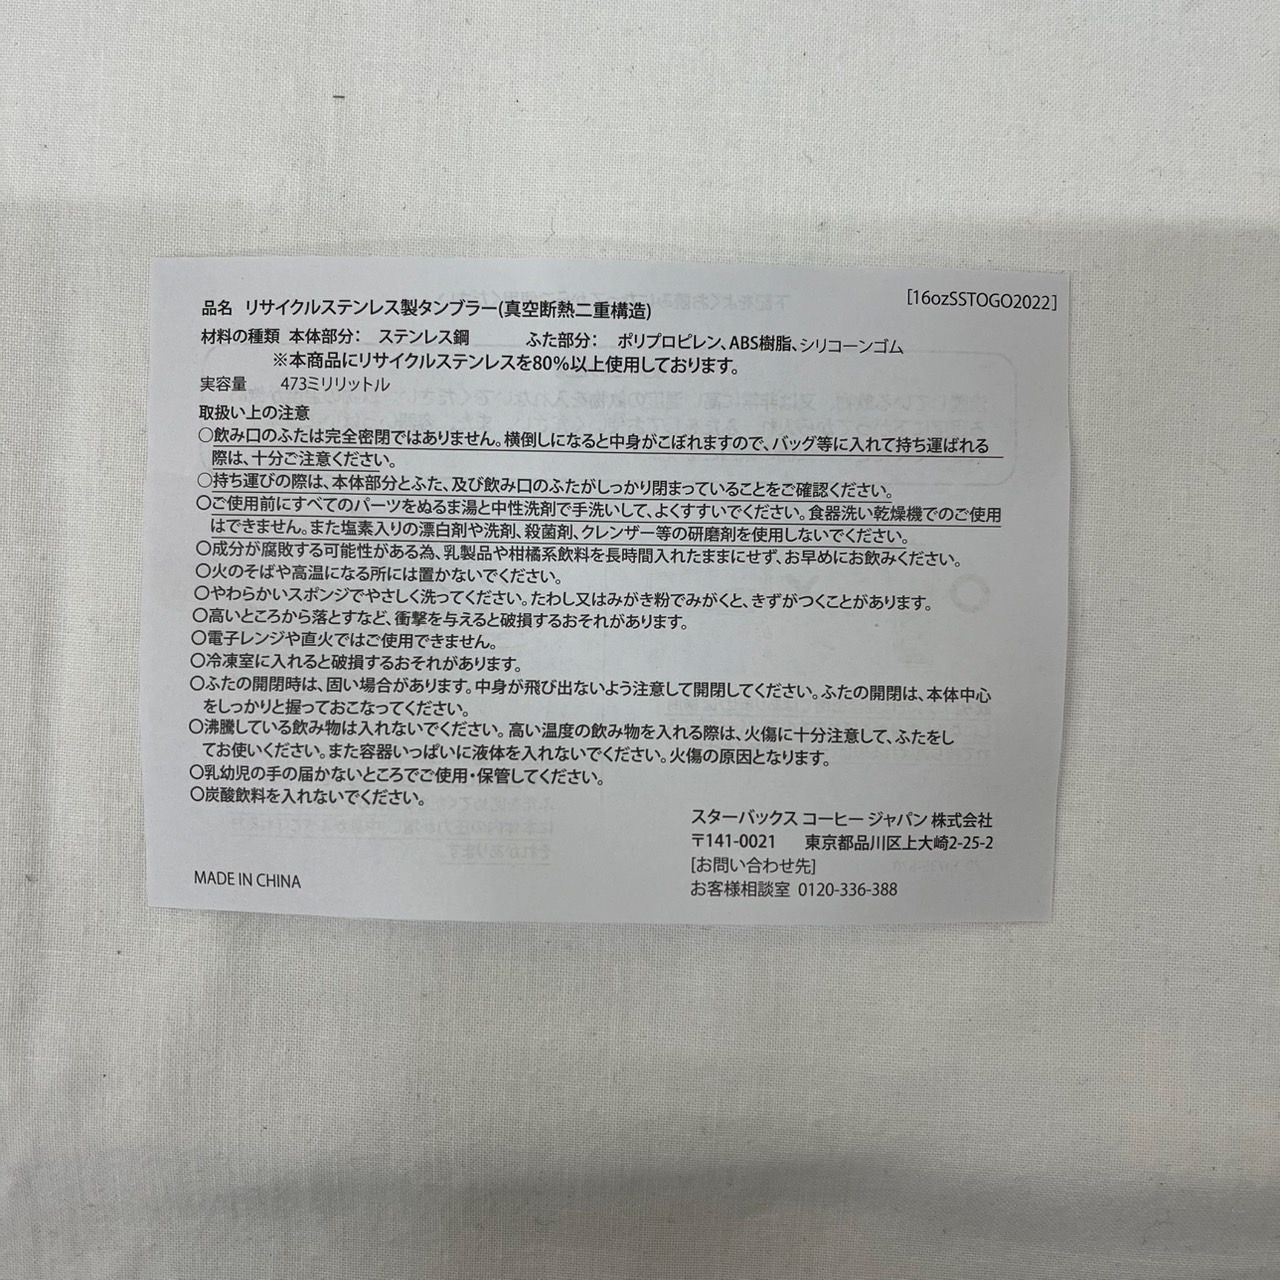 [16ozSSTOGO2022]
品名 リサイクルステンレス製タンブラー(真空断熱二重構造)
材料の種類 本体部分： ステンレス鋼 ふた部分： ポリプロピレン、ABS樹脂、シリコーンゴム
※本商品にリサイクルステンレスを80%以上使用しております。
実容量 473ミリリットル
取扱い上の注意
○飲み口のふたは完全密閉ではありません。横倒しになると中身がこぼれますので、バッグ等に入れて持ち運ばれる
際は、十分ご注意ください。
○持ち運びの際は、本体部分とふた、及び飲み口のふたがしっかり閉まっていることをご確認ください。
○ご使用前にすべてのパーツをぬるま湯と中性洗剤で手洗いして、よくすすいでください。食器洗い乾燥機でのご使用
はできません。また塩素入りの漂白剤や洗剤、殺菌剤、クレンザー等の研磨剤を使用しないでください。
○成分が腐敗する可能性がある為、乳製品や柑橘系飲料を長時間入れたままにせず、お早めにお飲みください。
○火のそばや高温になる所には置かないでください。
○やわらかいスポンジでやさしく洗ってください。たわし又はみがき粉でみがくと、きずがつくことがあります。
○高いところから落とすなど、衝撃を与えると破損するおそれがあります。
○電子レンジや直火ではご使用できません。
○冷凍室に入れると破損するおそれがあります。
○ふたの開閉時は、固い場合があります。中身が飛び出ないよう注意して開閉してください。ふたの開閉は、本体中心
をしっかりと握っておこなってください。
○沸騰している飲み物は入れないでください。高い温度の飲み物を入れる際は、火傷に十分注意して、ふたをし
てお使いください。また容器いっぱいに液体を入れないでください。火傷の原因となります。
○乳幼児の手の届かないところでご使用・保管してください。
○炭酸飲料を入れないでください。
スターバックス コーヒー ジャパン 株式会社
〒141-0021 東京都品川区上大崎2-25-2
[お問い合わせ先]
お客様相談室 0120-336-388
MADE IN CHINA